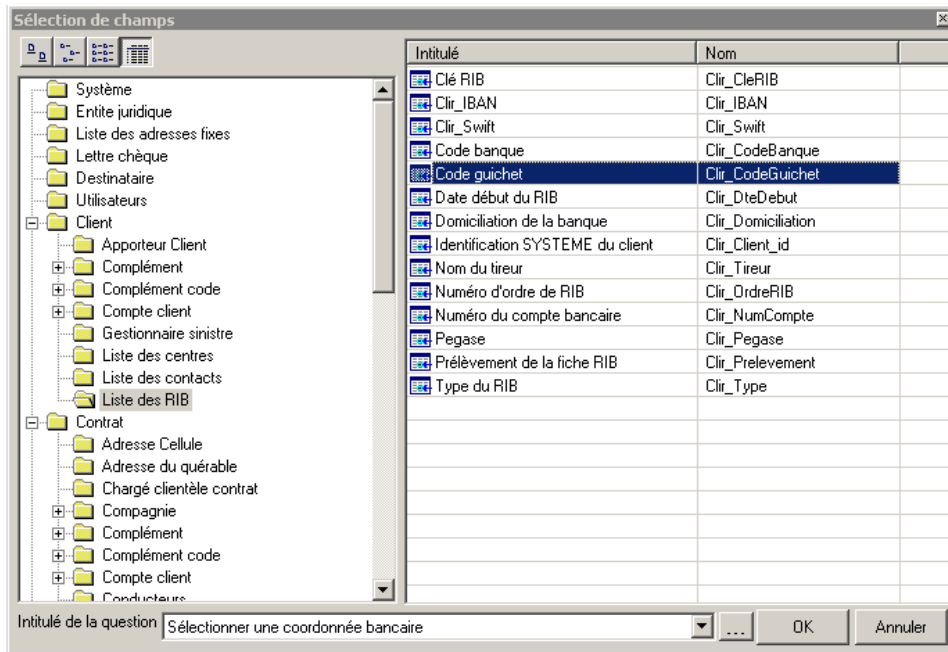 Sélection de champs
Système
Entite juridique
Liste des adresses fixes
Lettre chèque
Destinataire
Utilisateurs
Client
Apporteur Client
Complément
Complément code
Compte client
Gestionnaire sinistre
Liste des centres
Liste des contacts
Liste des RIB
Contrat
Adresse Cellule
Adresse du quérable
Chargé clientèle contrat
Compagnie
Complément
Complément code
Compte client
Conducteurs
Intitulé Nom
Clé RIB Clir_CleRIB
Clir_IBAN Clir_IBAN
Clir_Swift Clir_Swift
Code banque Clir_CodeBanque
Code guichet Clir_CodeGuichet
Date début du RIB Clir_DteDebut
Domiciliation de la banque Clir_Domiciliation
Identification SYSTEME du client Clir_Client_id
Nom du tireur Clir_Tireur
Numéro d'ordre de RIB Clir_OrdreRIB
Numéro du compte bancaire Clir_NumCompte
Pegase Clir_Pegase
Prélèvement de la fiche RIB Clir_Prelevement
Type du RIB Clir_Type
Intitulé de la question Sélectionner une coordonnée bancaire ... OK Annuler